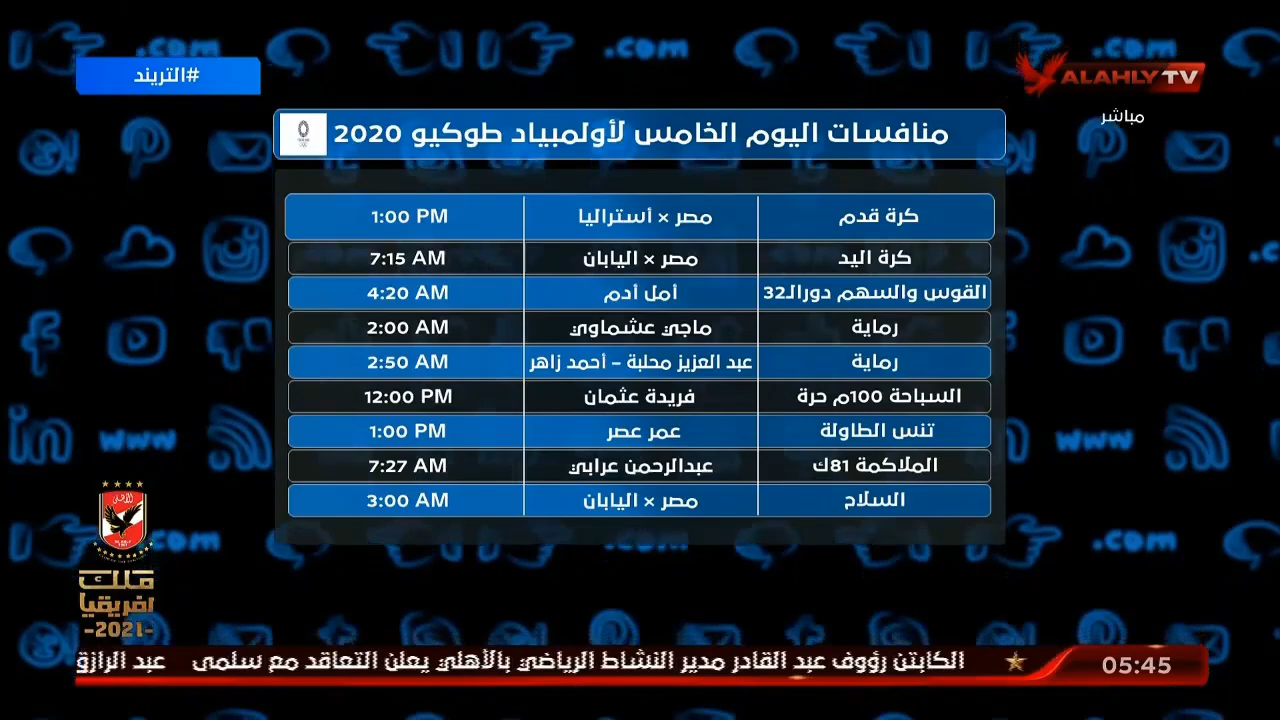 #التريند
ALAHLY TV
مباشر
منافسات اليوم الخامس لأولمبياد طوكيو 2020
كرة قدم مصر × أستراليا 1:00 PM
كرة اليد مصر × اليابان 7:15 AM
القوس والسهم دورالـ32 أمل أدم 4:20 AM
رماية ماجي عشماوي 2:00 AM
رماية عبد العزيز محلبة – أحمد زاهر 2:50 AM
السباحة 100م حرة فريدة عثمان 12:00 PM
تنس الطاولة عمر عصر 1:00 PM
الملاكمة 81ك عبدالرحمن عرابي 7:27 AM
السلاح مصر × اليابان 3:00 AM
ملك
افريقيا
-2021-
الكابتن رؤوف عبد القادر مدير النشاط الرياضي بالأهلي يعلن التعاقد مع سلمى عبد الرازق
05:45